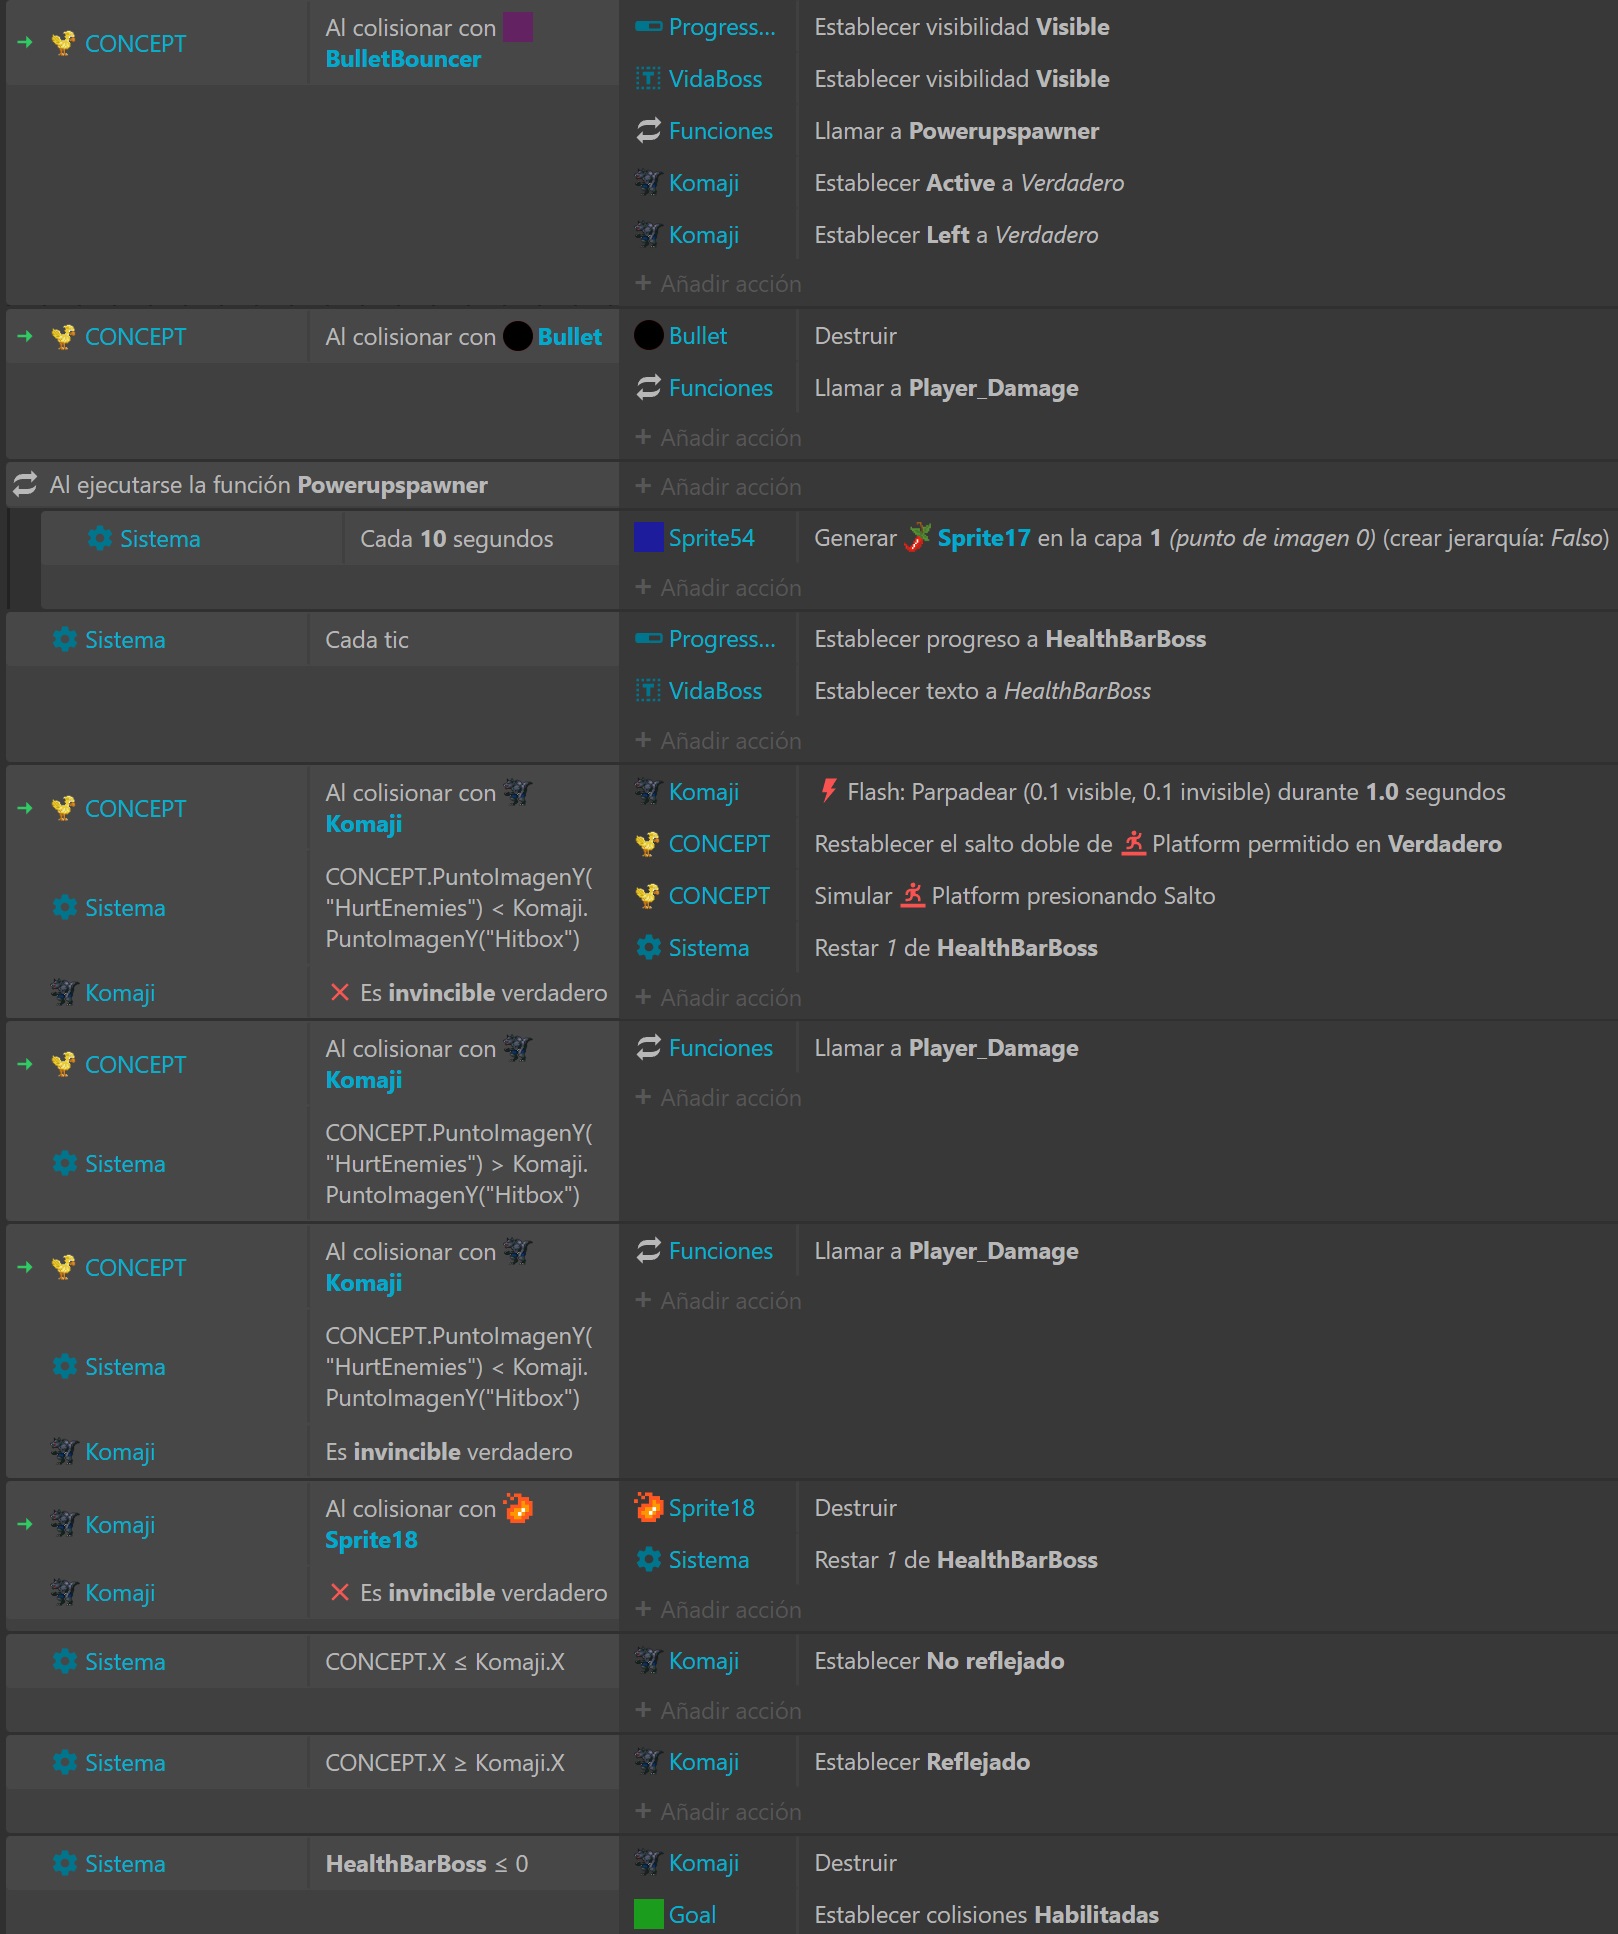 CONCEPT
Al colisionar con
BulletBouncer
Progress...
Establecer visibilidad Visible
VidaBoss
Establecer visibilidad Visible
Funciones
Llamar a Powerupspawner
Komaji
Establecer Active a Verdadero
Komaji
Establecer Left a Verdadero
+ Añadir acción
CONCEPT
Al colisionar con Bullet
Bullet
Destruir
Funciones
Llamar a Player_Damage
+ Añadir acción
Al ejecutarse la función Powerupspawner
+ Añadir acción
Sistema
Cada 10 segundos
Sprite54
Generar Sprite17 en la capa 1 (punto de imagen 0) (crear jerarquía: Falso)
+ Añadir acción
Sistema
Cada tic
Progress...
Establecer progreso a HealthBarBoss
VidaBoss
Establecer texto a HealthBarBoss
+ Añadir acción
CONCEPT
Al colisionar con
Komaji
Sistema
CONCEPT.PuntoImagenY(
"HurtEnemies") < Komaji.
PuntoImagenY("Hitbox")
Komaji
Es invincible verdadero
Komaji
Flash: Parpadear (0.1 visible, 0.1 invisible) durante 1.0 segundos
CONCEPT
Restablecer el salto doble de Platform permitido en Verdadero
CONCEPT
Simular Platform presionando Salto
Sistema
Restar 1 de HealthBarBoss
+ Añadir acción
CONCEPT
Al colisionar con
Komaji
Sistema
CONCEPT.PuntoImagenY(
"HurtEnemies") > Komaji.
PuntoImagenY("Hitbox")
Funciones
Llamar a Player_Damage
+ Añadir acción
CONCEPT
Al colisionar con
Komaji
Sistema
CONCEPT.PuntoImagenY(
"HurtEnemies") < Komaji.
PuntoImagenY("Hitbox")
Komaji
Es invincible verdadero
Funciones
Llamar a Player_Damage
+ Añadir acción
Komaji
Al colisionar con
Sprite18
Komaji
Es invincible verdadero
Sprite18
Destruir
Sistema
Restar 1 de HealthBarBoss
+ Añadir acción
Sistema
CONCEPT.X ≤ Komaji.X
Komaji
Establecer No reflejado
+ Añadir acción
Sistema
CONCEPT.X ≥ Komaji.X
Komaji
Establecer Reflejado
+ Añadir acción
Sistema
HealthBarBoss ≤ 0
Komaji
Destruir
Goal
Establecer colisiones Habilitadas